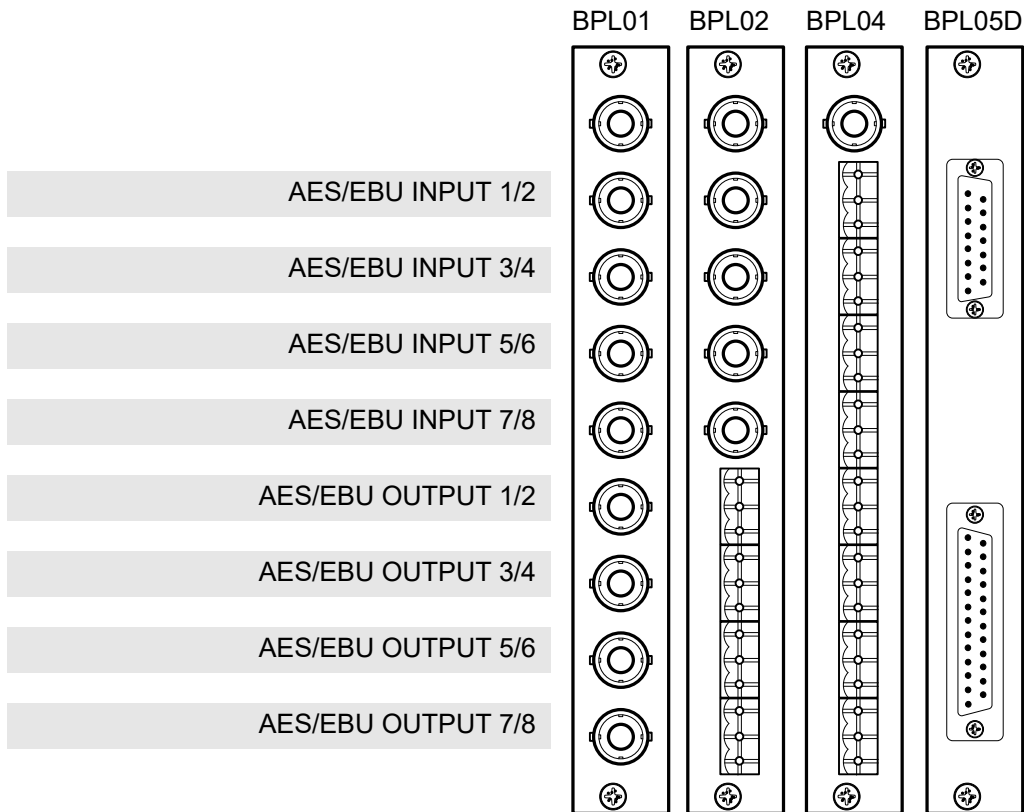 BPL01 BPL02 BPL04 BPL05D
AES/EBU INPUT 1/2
AES/EBU INPUT 3/4
AES/EBU INPUT 5/6
AES/EBU INPUT 7/8
AES/EBU OUTPUT 1/2
AES/EBU OUTPUT 3/4
AES/EBU OUTPUT 5/6
AES/EBU OUTPUT 7/8